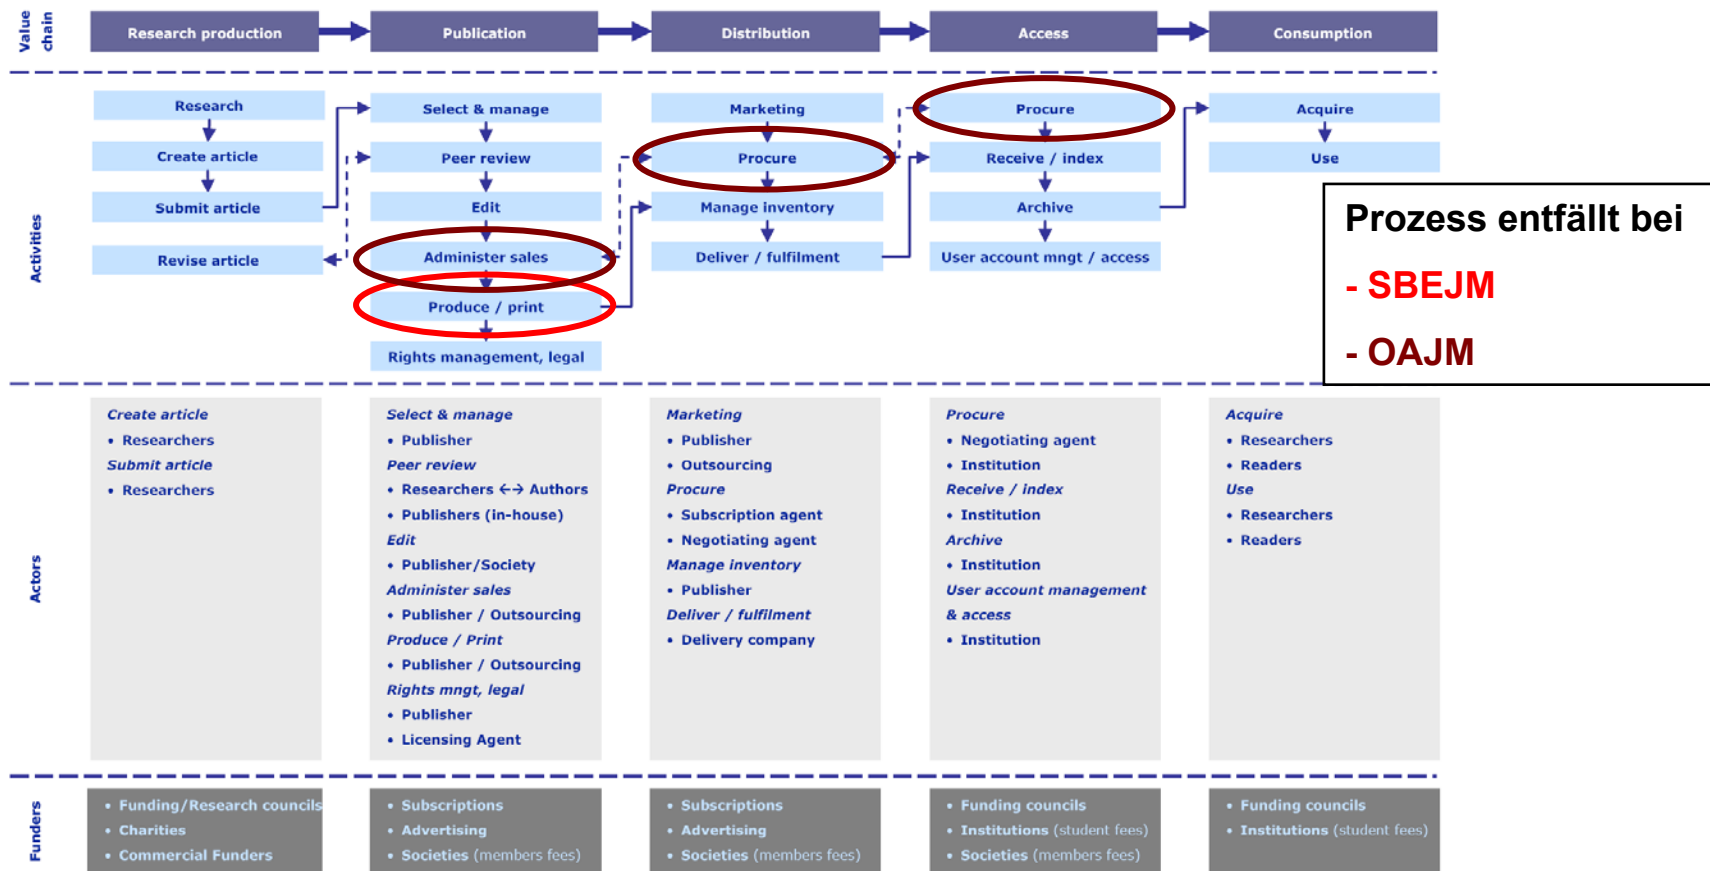 Value chain
Research production
Publication
Distribution
Access
Consumption
Activities
Research
Create article
Submit article
Revise article
Select & manage
Peer review
Edit
Administer sales
Produce / print
Rights management, legal
Marketing
Procure
Manage inventory
Deliver / fulfilment
Procure
Receive / index
Archive
User account mngt / access
Acquire
Use
Prozess entfällt bei
- SBEJM
- OAJM
Actors
Create article
• Researchers
Submit article
• Researchers
Select & manage
• Publisher
Peer review
• Researchers ←→ Authors
• Publishers (in-house)
Edit
• Publisher/Society
Administer sales
• Publisher / Outsourcing
Produce / Print
• Publisher / Outsourcing
Rights mngt, legal
• Publisher
• Licensing Agent
Marketing
• Publisher
• Outsourcing
Procure
• Subscription agent
• Negotiating agent
Manage inventory
• Publisher
Deliver / fulfilment
• Delivery company
Procure
• Negotiating agent
• Institution
Receive / index
• Institution
Archive
• Institution
User account management
& access
• Institution
Acquire
• Researchers
• Readers
Use
• Researchers
• Readers
Funders
• Funding/Research councils
• Charities
• Commercial Funders
• Subscriptions
• Advertising
• Societies (members fees)
• Subscriptions
• Advertising
• Societies (members fees)
• Funding councils
• Institutions (student fees)
• Societies (members fees)
• Funding councils
• Institutions (student fees)